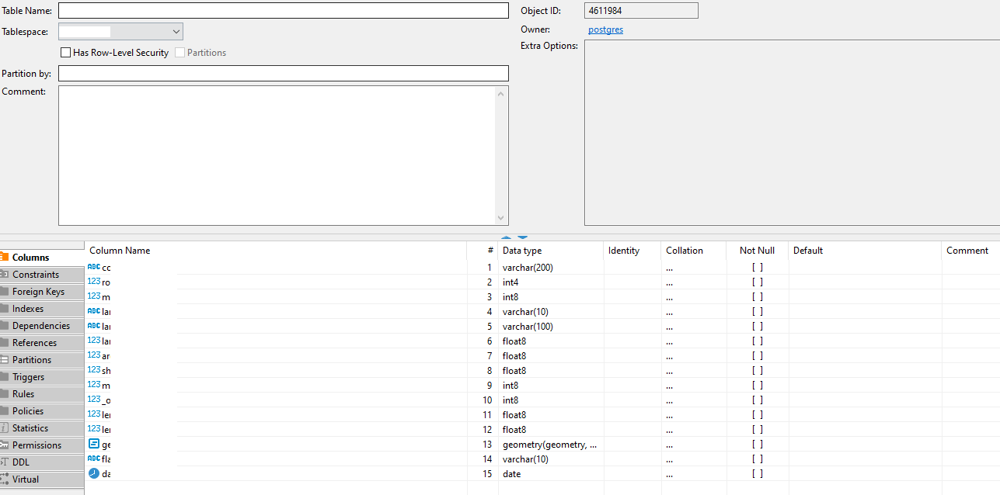 Table Name:
Object ID: 4611984
Tablespace:
Owner: postgres
Has Row-Level Security Partitions
Extra Options:
Partition by:
Comment:
Columns
Constraints
Foreign Keys
Indexes
Dependencies
References
Partitions
Triggers
Rules
Policies
Statistics
Permissions
DDL
Virtual
Column Name # Data type Identity Collation Not Null Default Comment
ABC cc 1 varchar(200) ... [ ]
123 ro 2 int4 ... [ ]
123 m 3 int8 ... [ ]
ABC lar 4 varchar(10) ... [ ]
ABC lar 5 varchar(100) ... [ ]
123 lar 6 float8 ... [ ]
123 ar 7 float8 ... [ ]
123 sh 8 float8 ... [ ]
123 m 9 int8 ... [ ]
123 _o 10 int8 ... [ ]
123 ler 11 float8 ... [ ]
123 ler 12 float8 ... [ ]
ge 13 geometry(geometry, ... ... [ ]
ABC fla 14 varchar(10) ... [ ]
da 15 date ... [ ]